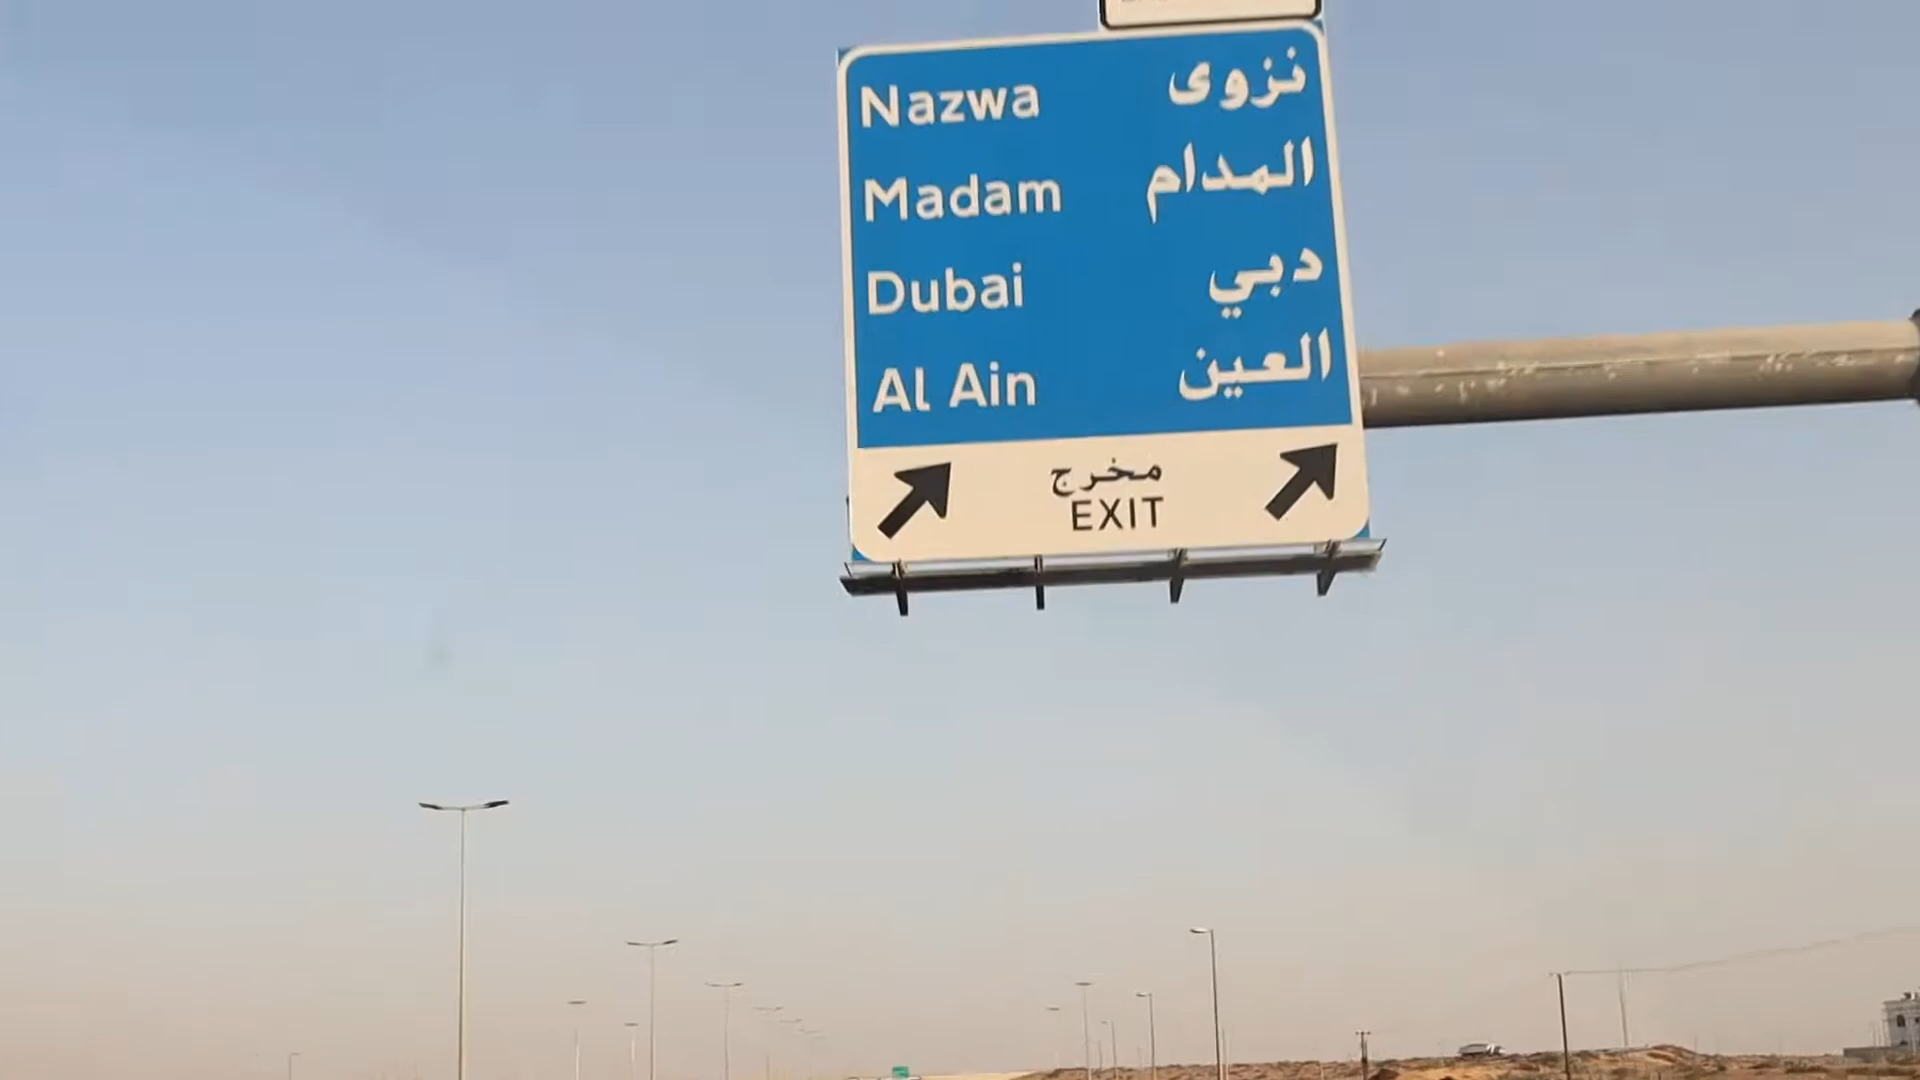 Nazwa نزوى
Madam المدام
Dubai دبي
Al Ain العين
مخرج
EXIT